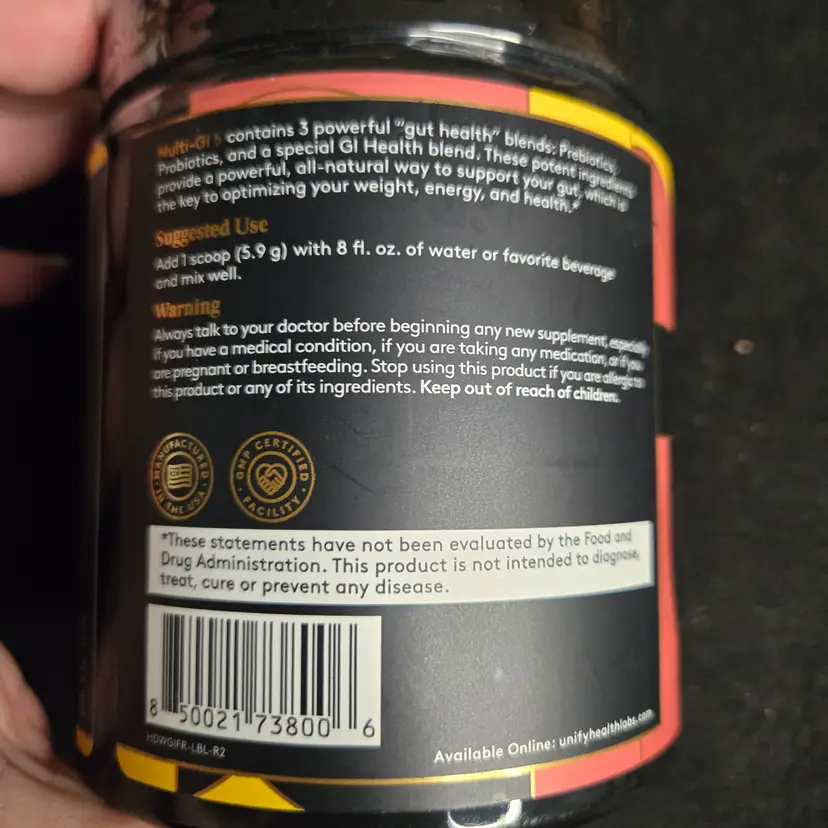 Multi-GI 5 contains 3 powerful "gut health" blends: Prebiotics,
Probiotics, and a special GI Health blend. These potent ingredients
provide a powerful, all-natural way to support your gut, which is
the key to optimizing your weight, energy, and health.*
Suggested Use
Add 1 scoop (5.9 g) with 8 fl. oz. of water or favorite beverage
and mix well.
Warning
Always talk to your doctor before beginning any new supplement, especially
if you have a medical condition, if you are taking any medication, or if you
are pregnant or breastfeeding. Stop using this product if you are allergic to
this product or any of its ingredients. Keep out of reach of children.
MANUFACTURED IN THE USA
GMP CERTIFIED FACILITY
*These statements have not been evaluated by the Food and
Drug Administration. This product is not intended to diagnose,
treat, cure or prevent any disease.
8 50021 73800 6
HDWGIFR-LBL-R2
Available Online: unifyhealthlabs.com